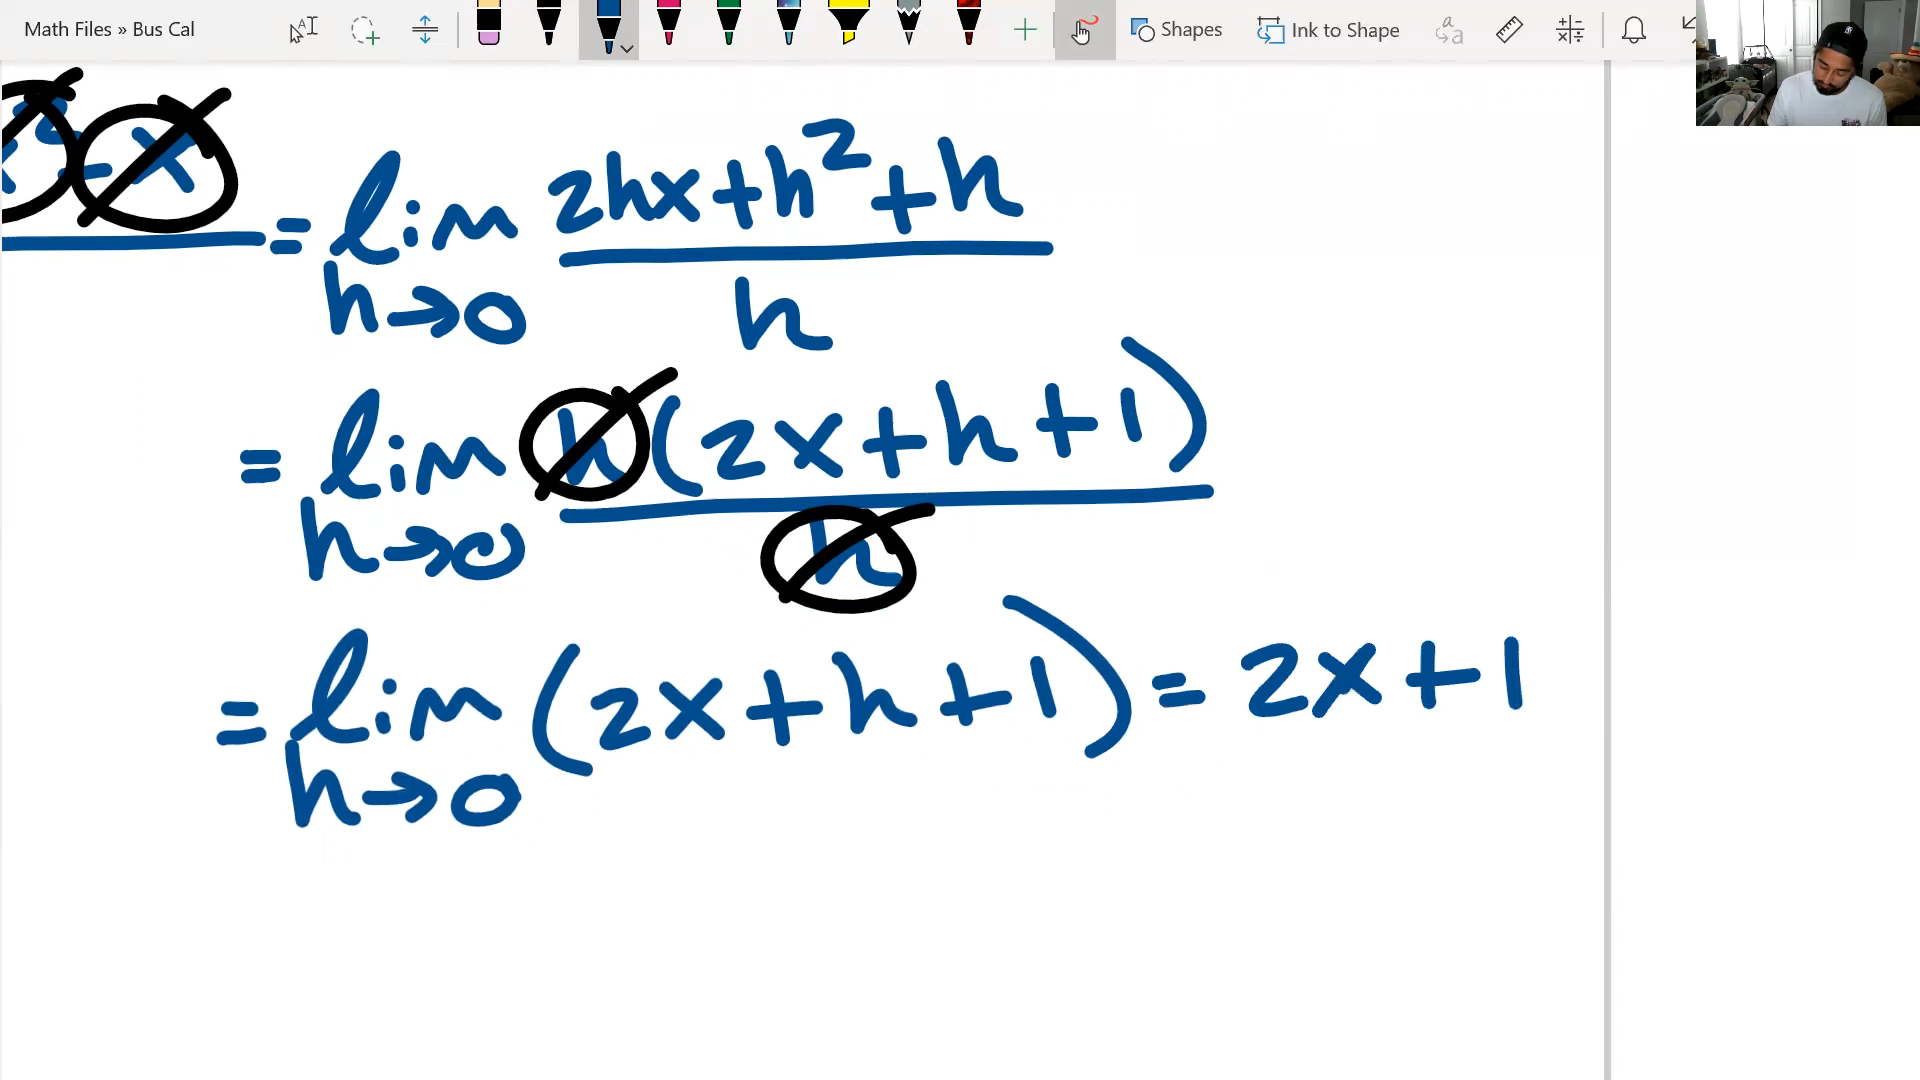 Math Files » Bus Cal
Shapes
Ink to Shape
² - x
= lim 2hx+h²+h
h→0 h
= lim h(2x+h+1)
h→0 h
= lim (2x+h+1) = 2x+1
h→0